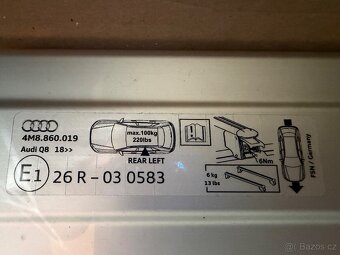 4M8.860.019
Audi Q8 18>>
max.100kg
220lbs
REAR LEFT
6Nm
6 kg
13 lbs
FSN / Germany
E1 26 R - 03 0583
Bazoš.cz